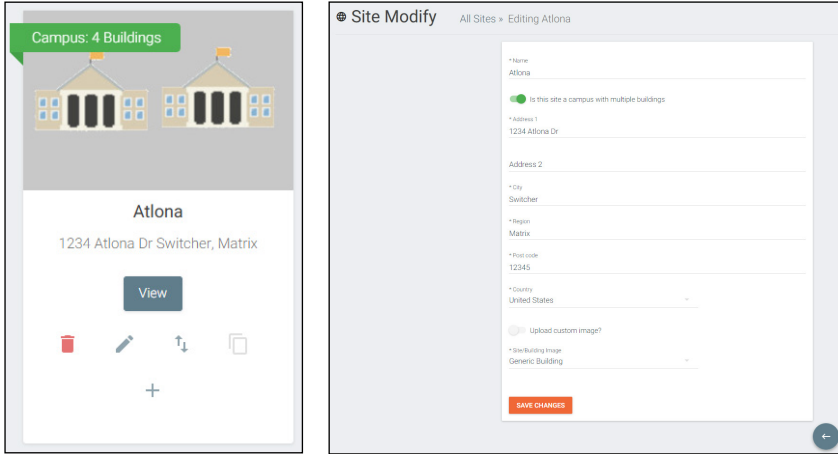 Campus: 4 Buildings
Atlona
1234 Atlona Dr Switcher, Matrix
View
Site Modify
All Sites » Editing Atlona
* Name
Atlona
Is this site a campus with multiple buildings
* Address 1
1234 Atlona Dr
Address 2
* City
Switcher
* Region
Matrix
* Post code
12345
* Country
United States
Upload custom image?
* Site/Building Image
Generic Building
SAVE CHANGES